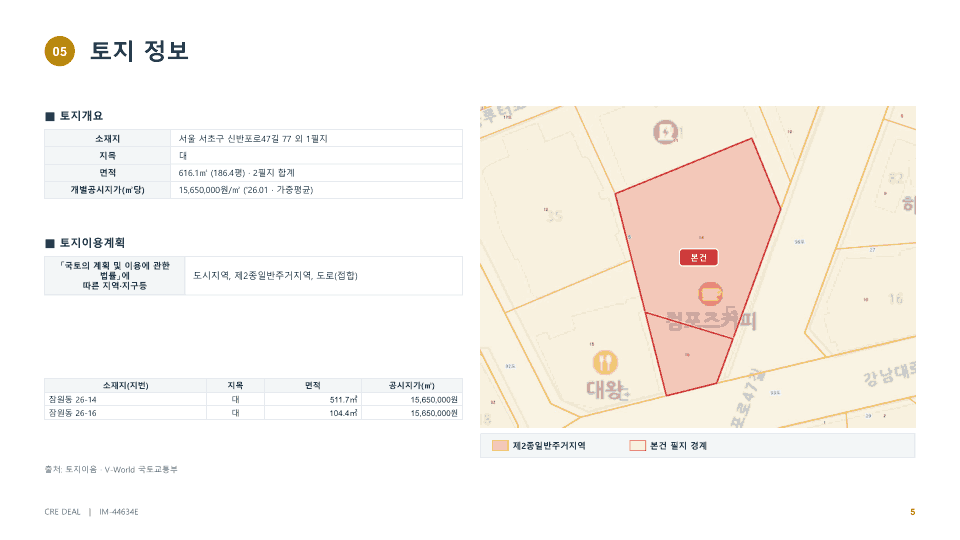 05 토지 정보
■ 토지개요
소재지 서울 서초구 신반포로47길 77 외 1필지
지목 대
면적 616.1㎡ (186.4평) · 2필지 합계
개별공시지가(㎡당) 15,650,000원/㎡ ('26.01 · 가중평균)
■ 토지이용계획
「국토의 계획 및 이용에 관한
법률」에
따른 지역·지구등
도시지역, 제2종일반주거지역, 도로(접합)
소재지(지번) 지목 면적 공시지가(㎡)
잠원동 26-14 대 511.7㎡ 15,650,000원
잠원동 26-16 대 104.4㎡ 15,650,000원
출처: 토지이음 · V-World 국토교통부
35
82
본건
컴포즈커피
16
대왕
강남대로
포로47길
제2종일반주거지역 본건 필지 경계
CRE DEAL | IM-44634E
5